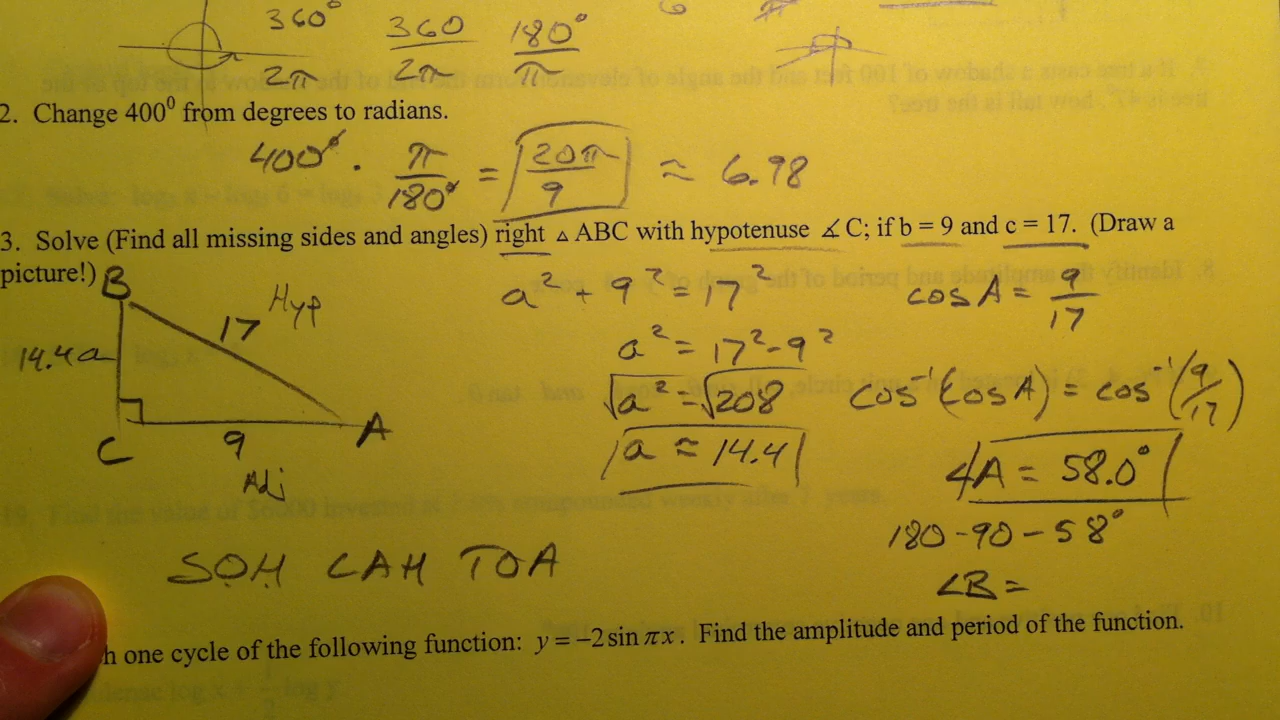 360° 360 180°
2π 2π π
2. Change 400⁰ from degrees to radians.
400° · π/180° = 20π/9 ≈ 6.98
3. Solve (Find all missing sides and angles) right △ ABC with hypotenuse ∡ C; if b = 9 and c = 17. (Draw a
picture!)
B
Hyp
17
14.4 a
C
9
A
Adj
a² + 9² = 17²
a² = 17² - 9²
√a² = √208
a ≈ 14.4
cos A = 9/17
cos⁻¹(cos A) = cos⁻¹(9/17)
∡A = 58.0°
180 - 90 - 58°
∠B =
SOH CAH TOA
h one cycle of the following function: y = −2 sin πx. Find the amplitude and period of the function.